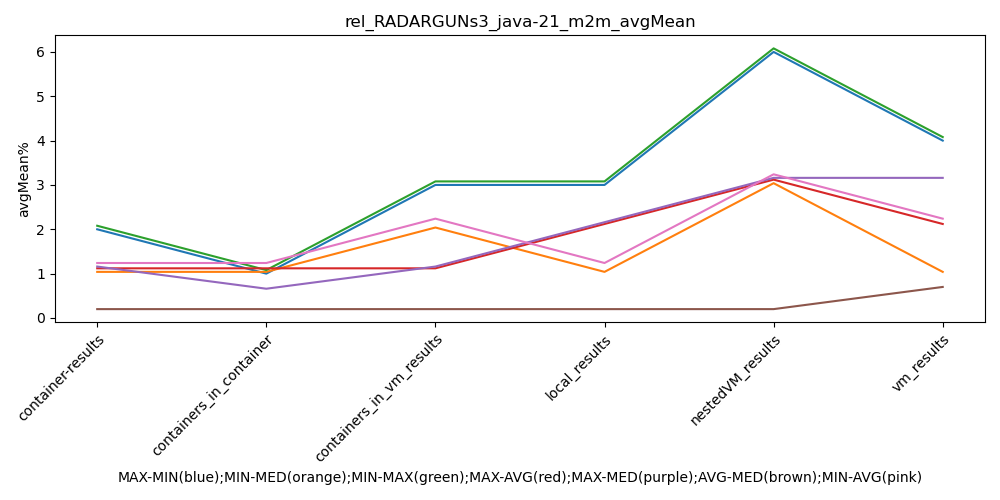 rel_RADARGUNs3_java-21_m2m_avgMean
avgMean%
6
5
4
3
2
1
0
container-results
containers_in_container
containers_in_vm_results
local_results
nestedVM_results
vm_results
MAX-MIN(blue);MIN-MED(orange);MIN-MAX(green);MAX-AVG(red);MAX-MED(purple);AVG-MED(brown);MIN-AVG(pink)